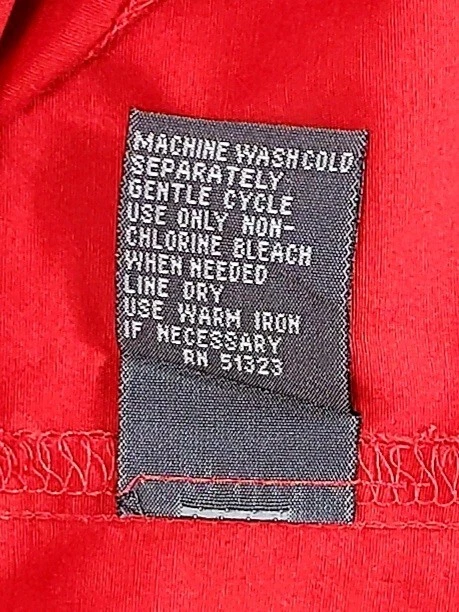 MACHINE WASH COLD
SEPARATELY
GENTLE CYCLE
USE ONLY NON-
CHLORINE BLEACH
WHEN NEEDED
LINE DRY
USE WARM IRON
IF NECESSARY
RN 51323